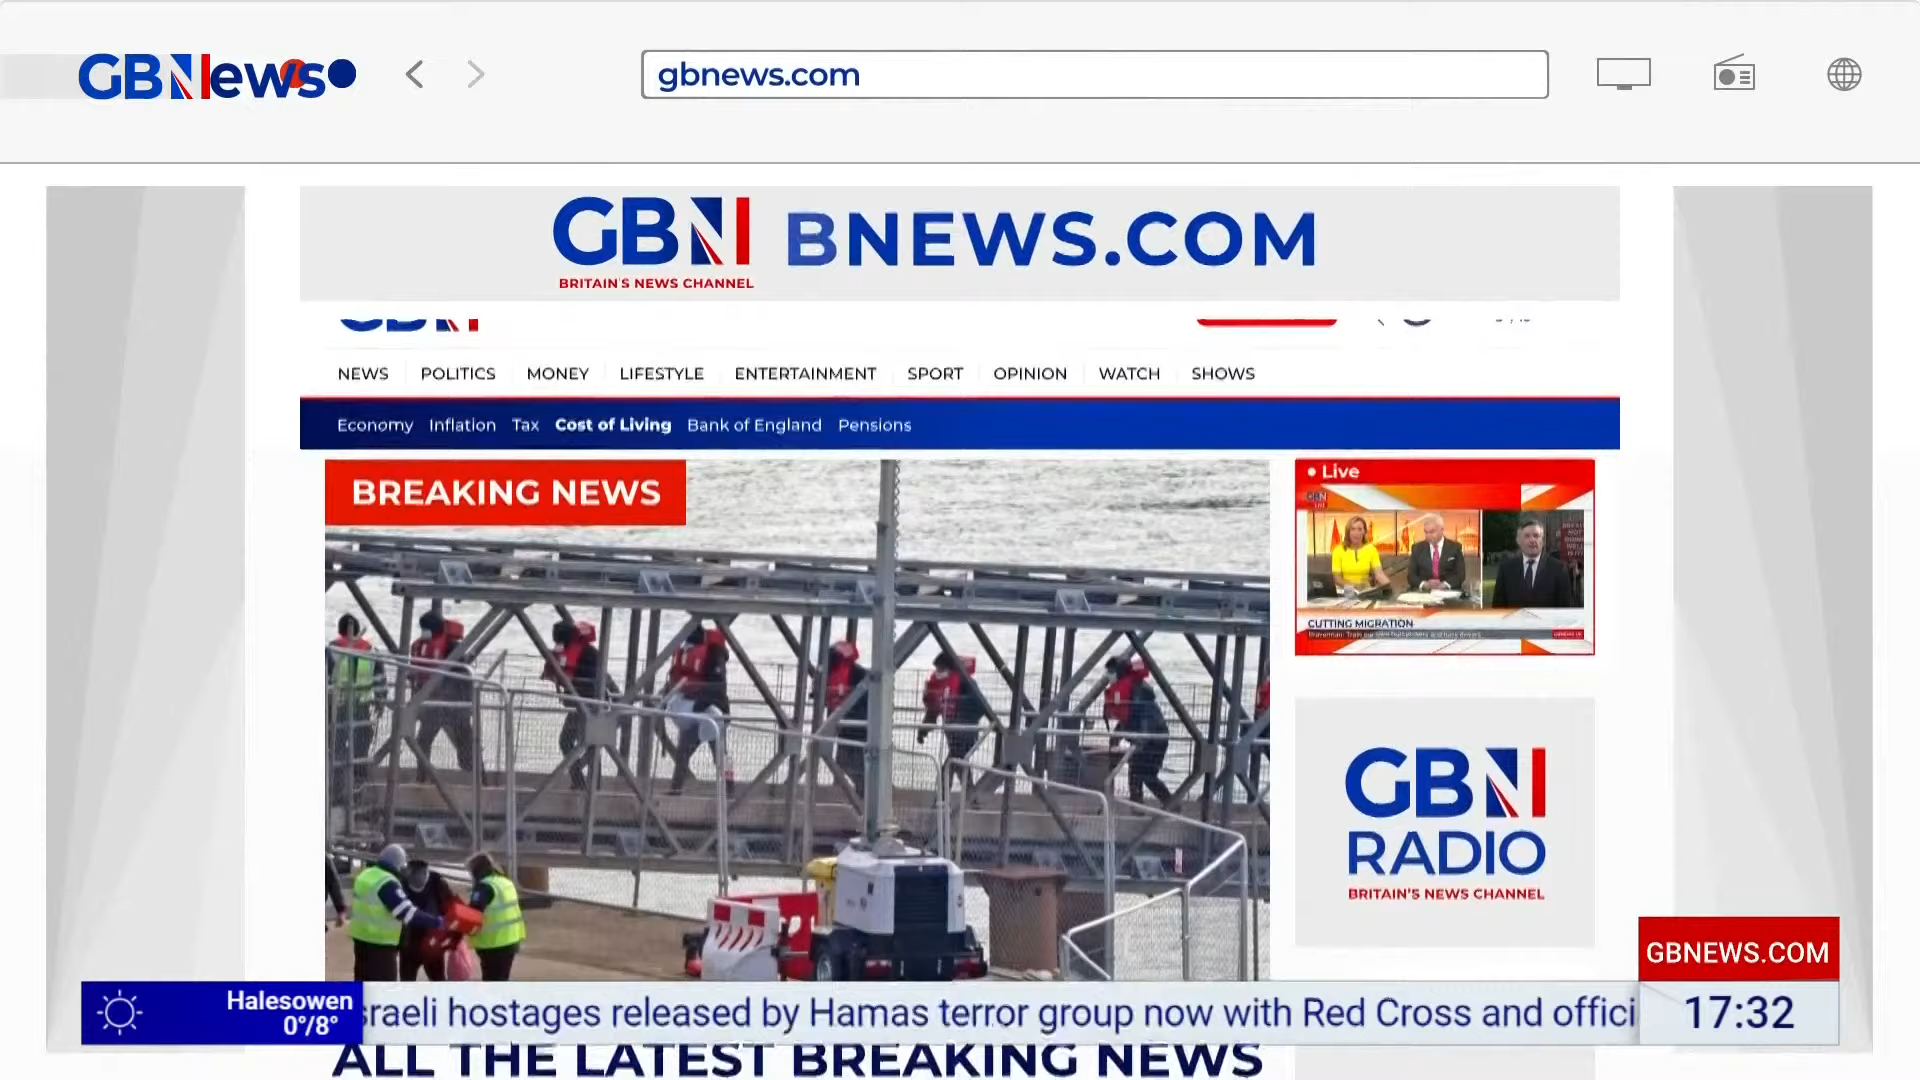 GBNews
gbnews.com
GBN BNEWS.COM
BRITAIN'S NEWS CHANNEL
NEWS POLITICS MONEY LIFESTYLE ENTERTAINMENT SPORT OPINION WATCH SHOWS
Economy Inflation Tax Cost of Living Bank of England Pensions
BREAKING NEWS
Live
GBN
CUTTING MIGRATION
GBN
RADIO
BRITAIN'S NEWS CHANNEL
GBNEWS.COM
Halesowen
0°/8°
sraeli hostages released by Hamas terror group now with Red Cross and offici
17:32
ALL THE LATEST BREAKING NEWS